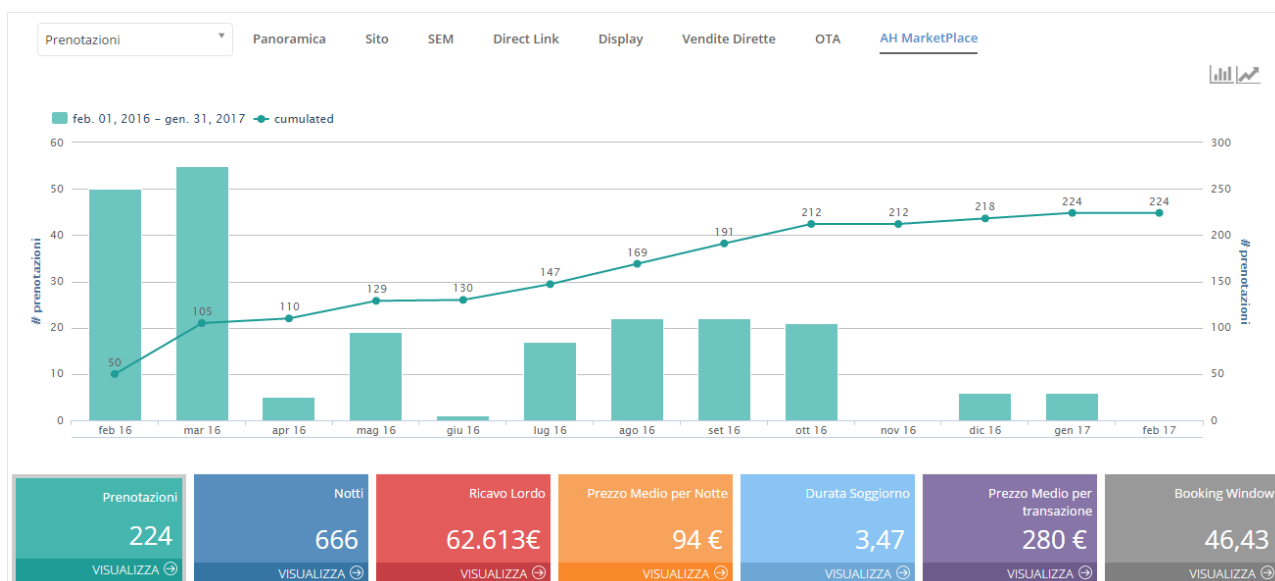 Prenotazioni Panoramica Sito SEM Direct Link Display Vendite Dirette OTA AH MarketPlace
feb. 01, 2016 - gen. 31, 2017 cumulated
60 300
50 250
40 200
30 150
20 100
10 50
0 0
# prenotazioni
# prenotazioni
50 105 110 129 130 147 169 191 212 212 218 224 224
feb 16 mar 16 apr 16 mag 16 giu 16 lug 16 ago 16 set 16 ott 16 nov 16 dic 16 gen 17 feb 17
Prenotazioni
224
VISUALIZZA
Notti
666
VISUALIZZA
Ricavo Lordo
62.613€
VISUALIZZA
Prezzo Medio per Notte
94 €
VISUALIZZA
Durata Soggiorno
3,47
VISUALIZZA
Prezzo Medio per
transazione
280 €
VISUALIZZA
Booking Window
46,43
VISUALIZZA